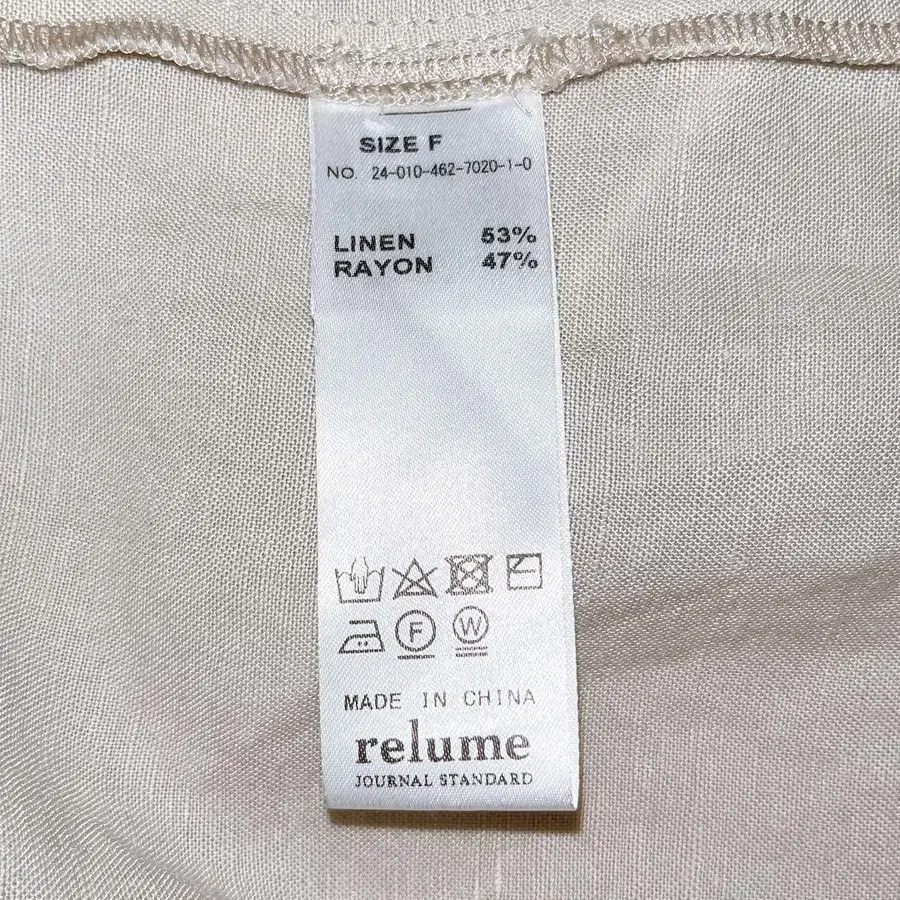 SIZE F
NO. 24-010-462-7020-1-0
LINEN 53%
RAYON 47%
F W
MADE IN CHINA
relume
JOURNAL STANDARD